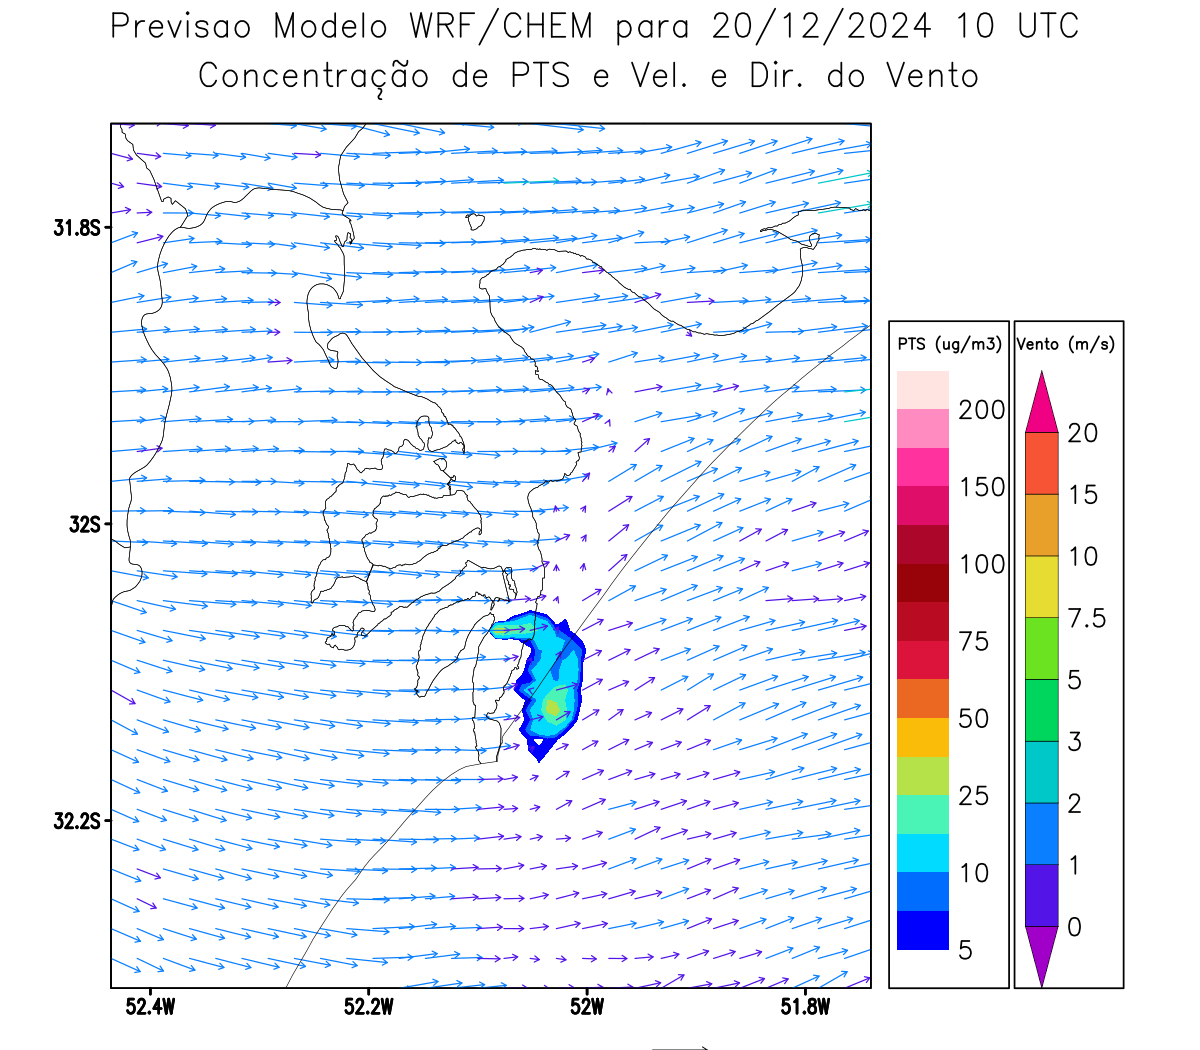 Previsao Modelo WRF/CHEM para 20/12/2024 10 UTC
Concentração de PTS e Vel. e Dir. do Vento
31.8S
32S
32.2S
52.4W
52.2W
52W
51.8W
PTS (ug/m3)
200
150
100
75
50
25
10
5
Vento (m/s)
20
15
10
7.5
5
3
2
1
0